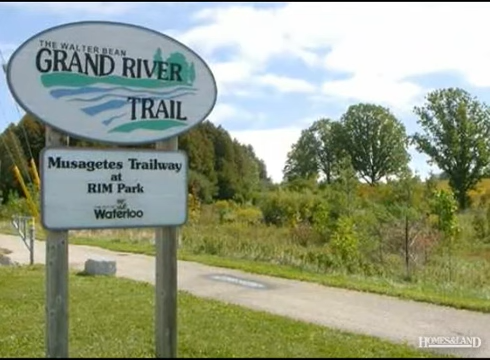 THE WALTER BEAN
GRAND RIVER
TRAIL
Musagetes Trailway
at
RIM Park
Waterloo
HOMES&LAND